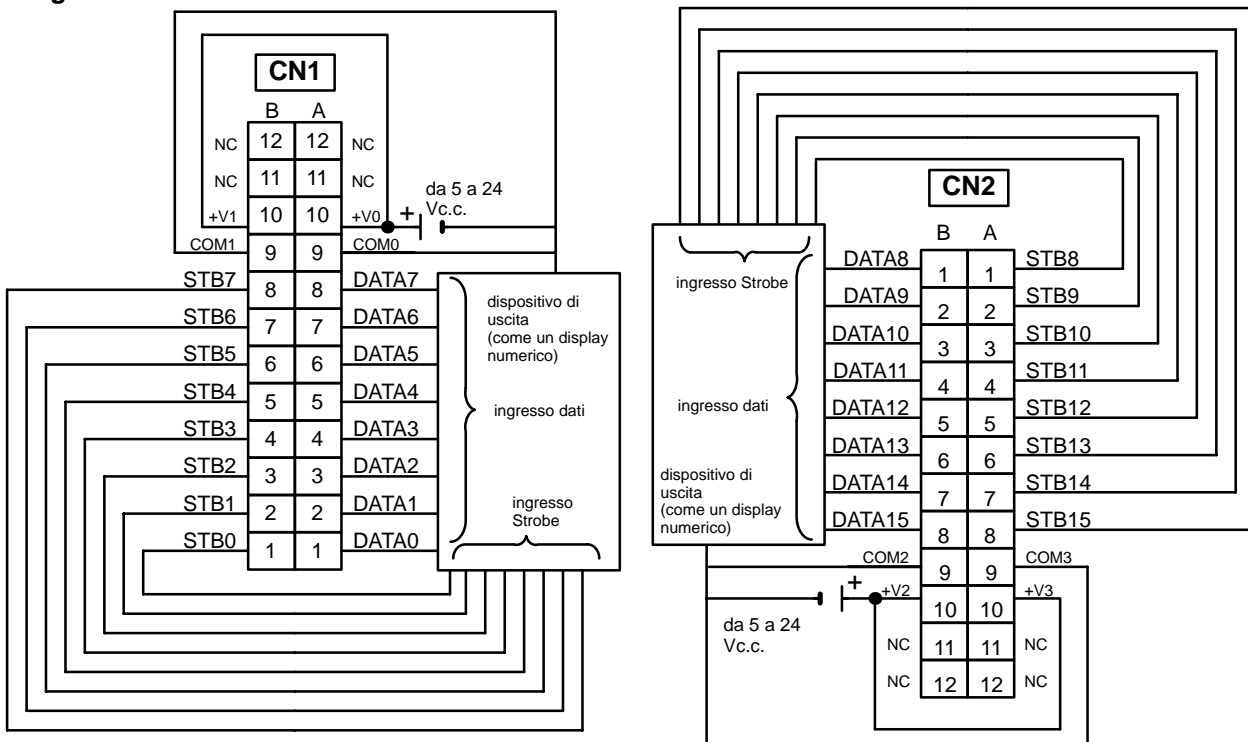 CN1
B A
NC 12 12 NC
NC 11 11 NC
+V1 10 10 +V0
COM1 9 9 COM0
STB7 8 8 DATA7
STB6 7 7 DATA6
STB5 6 6 DATA5
STB4 5 5 DATA4
STB3 4 4 DATA3
STB2 3 3 DATA2
STB1 2 2 DATA1
STB0 1 1 DATA0
+
da 5 a 24
Vc.c.
dispositivo di
uscita
(come un display
numerico)
ingresso dati
ingresso
Strobe
CN2
B A
DATA8 1 1 STB8
DATA9 2 2 STB9
DATA10 3 3 STB10
DATA11 4 4 STB11
DATA12 5 5 STB12
DATA13 6 6 STB13
DATA14 7 7 STB14
DATA15 8 8 STB15
COM2 9 9 COM3
+V2 10 10 +V3
NC 11 11 NC
NC 12 12 NC
ingresso Strobe
ingresso dati
dispositivo di
uscita
(come un display
numerico)
+
da 5 a 24
Vc.c.